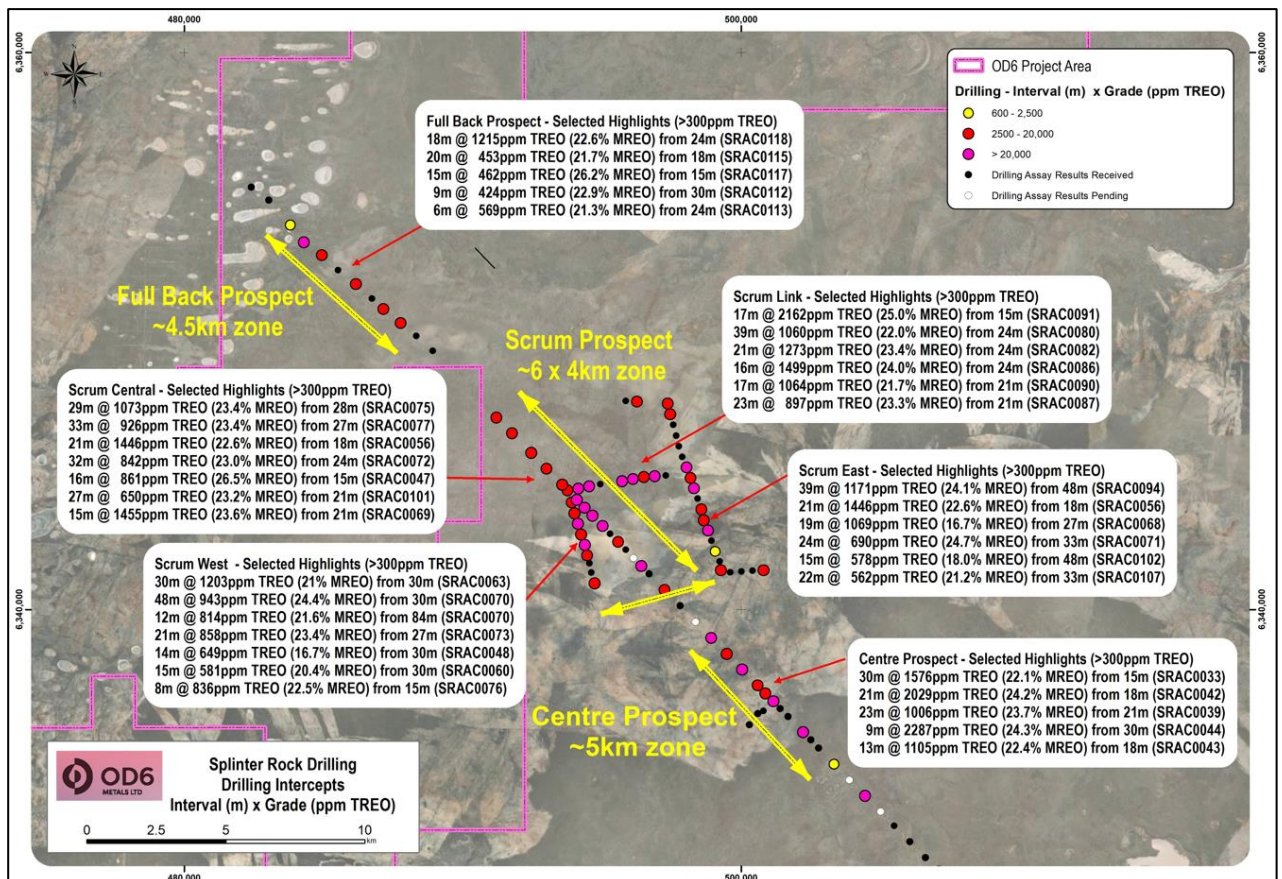 480,000
500,000
6,360,000
6,360,000
OD6 Project Area
Drilling - Interval (m) x Grade (ppm TREO)
600 - 2,500
2500 - 20,000
> 20,000
Drilling Assay Results Received
Drilling Assay Results Pending
Full Back Prospect - Selected Highlights (>300ppm TREO)
18m @ 1215ppm TREO (22.6% MREO) from 24m (SRAC0118)
20m @ 453ppm TREO (21.7% MREO) from 18m (SRAC0115)
15m @ 462ppm TREO (26.2% MREO) from 15m (SRAC0117)
9m @ 424ppm TREO (22.9% MREO) from 30m (SRAC0112)
6m @ 569ppm TREO (21.3% MREO) from 24m (SRAC0113)
Full Back Prospect
~4.5km zone
Scrum Link - Selected Highlights (>300ppm TREO)
17m @ 2162ppm TREO (25.0% MREO) from 15m (SRAC0091)
39m @ 1060ppm TREO (22.0% MREO) from 24m (SRAC0080)
21m @ 1273ppm TREO (23.4% MREO) from 24m (SRAC0082)
16m @ 1499ppm TREO (24.0% MREO) from 24m (SRAC0086)
17m @ 1064ppm TREO (21.7% MREO) from 21m (SRAC0090)
23m @ 897ppm TREO (23.3% MREO) from 21m (SRAC0087)
Scrum Prospect
~6 x 4km zone
Scrum Central - Selected Highlights (>300ppm TREO)
29m @ 1073ppm TREO (23.4% MREO) from 28m (SRAC0075)
33m @ 926ppm TREO (23.4% MREO) from 27m (SRAC0077)
21m @ 1446ppm TREO (22.6% MREO) from 18m (SRAC0056)
32m @ 842ppm TREO (23.0% MREO) from 24m (SRAC0072)
16m @ 861ppm TREO (26.5% MREO) from 15m (SRAC0047)
27m @ 650ppm TREO (23.2% MREO) from 21m (SRAC0101)
15m @ 1455ppm TREO (23.6% MREO) from 21m (SRAC0069)
Scrum East - Selected Highlights (>300ppm TREO)
39m @ 1171ppm TREO (24.1% MREO) from 48m (SRAC0094)
21m @ 1446ppm TREO (22.6% MREO) from 18m (SRAC0056)
19m @ 1069ppm TREO (16.7% MREO) from 27m (SRAC0068)
24m @ 690ppm TREO (24.7% MREO) from 33m (SRAC0071)
15m @ 578ppm TREO (18.0% MREO) from 48m (SRAC0102)
22m @ 562ppm TREO (21.2% MREO) from 33m (SRAC0107)
Scrum West - Selected Highlights (>300ppm TREO)
30m @ 1203ppm TREO (21% MREO) from 30m (SRAC0063)
48m @ 943ppm TREO (24.4% MREO) from 30m (SRAC0070)
12m @ 814ppm TREO (21.6% MREO) from 84m (SRAC0070)
21m @ 858ppm TREO (23.4% MREO) from 27m (SRAC0073)
14m @ 649ppm TREO (16.7% MREO) from 30m (SRAC0048)
15m @ 581ppm TREO (20.4% MREO) from 30m (SRAC0060)
8m @ 836ppm TREO (22.5% MREO) from 15m (SRAC0076)
6,340,000
6,340,000
Centre Prospect - Selected Highlights (>300ppm TREO)
30m @ 1576ppm TREO (22.1% MREO) from 15m (SRAC0033)
21m @ 2029ppm TREO (24.2% MREO) from 18m (SRAC0042)
23m @ 1006ppm TREO (23.7% MREO) from 21m (SRAC0039)
9m @ 2287ppm TREO (24.3% MREO) from 30m (SRAC0044)
13m @ 1105ppm TREO (22.4% MREO) from 18m (SRAC0043)
Centre Prospect
~5km zone
OD6
METALS LTD
Splinter Rock Drilling
Drilling Intercepts
Interval (m) x Grade (ppm TREO)
0 2.5 5 10
km
480,000
500,000